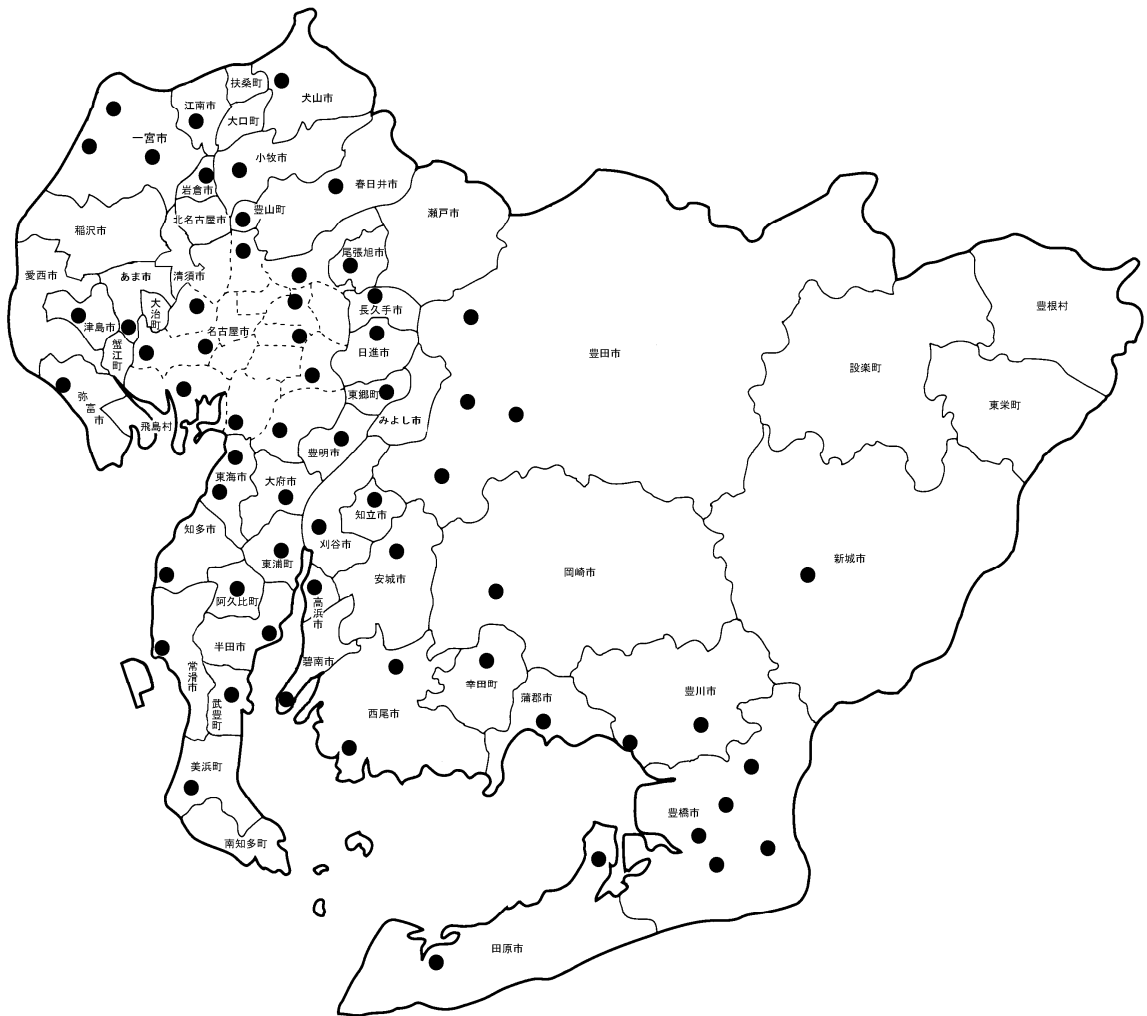 扶桑町
犬山市
江南市
大口町
一宮市
小牧市
岩倉市
春日井市
豊山町
北名古屋市
瀬戸市
稲沢市
尾張旭市
愛西市
あま市
清須市
大治町
長久手市
津島市
名古屋市
豊根村
蟹江町
日進市
豊田市
設楽町
東郷町
弥富市
東栄町
飛島村
みよし市
豊明市
東海市
大府市
知立市
知多市
刈谷市
東浦町
新城市
安城市
岡崎市
阿久比町
高浜市
半田市
碧南市
常滑市
幸田町
豊川市
蒲郡市
武豊町
西尾市
美浜町
豊橋市
南知多町
田原市